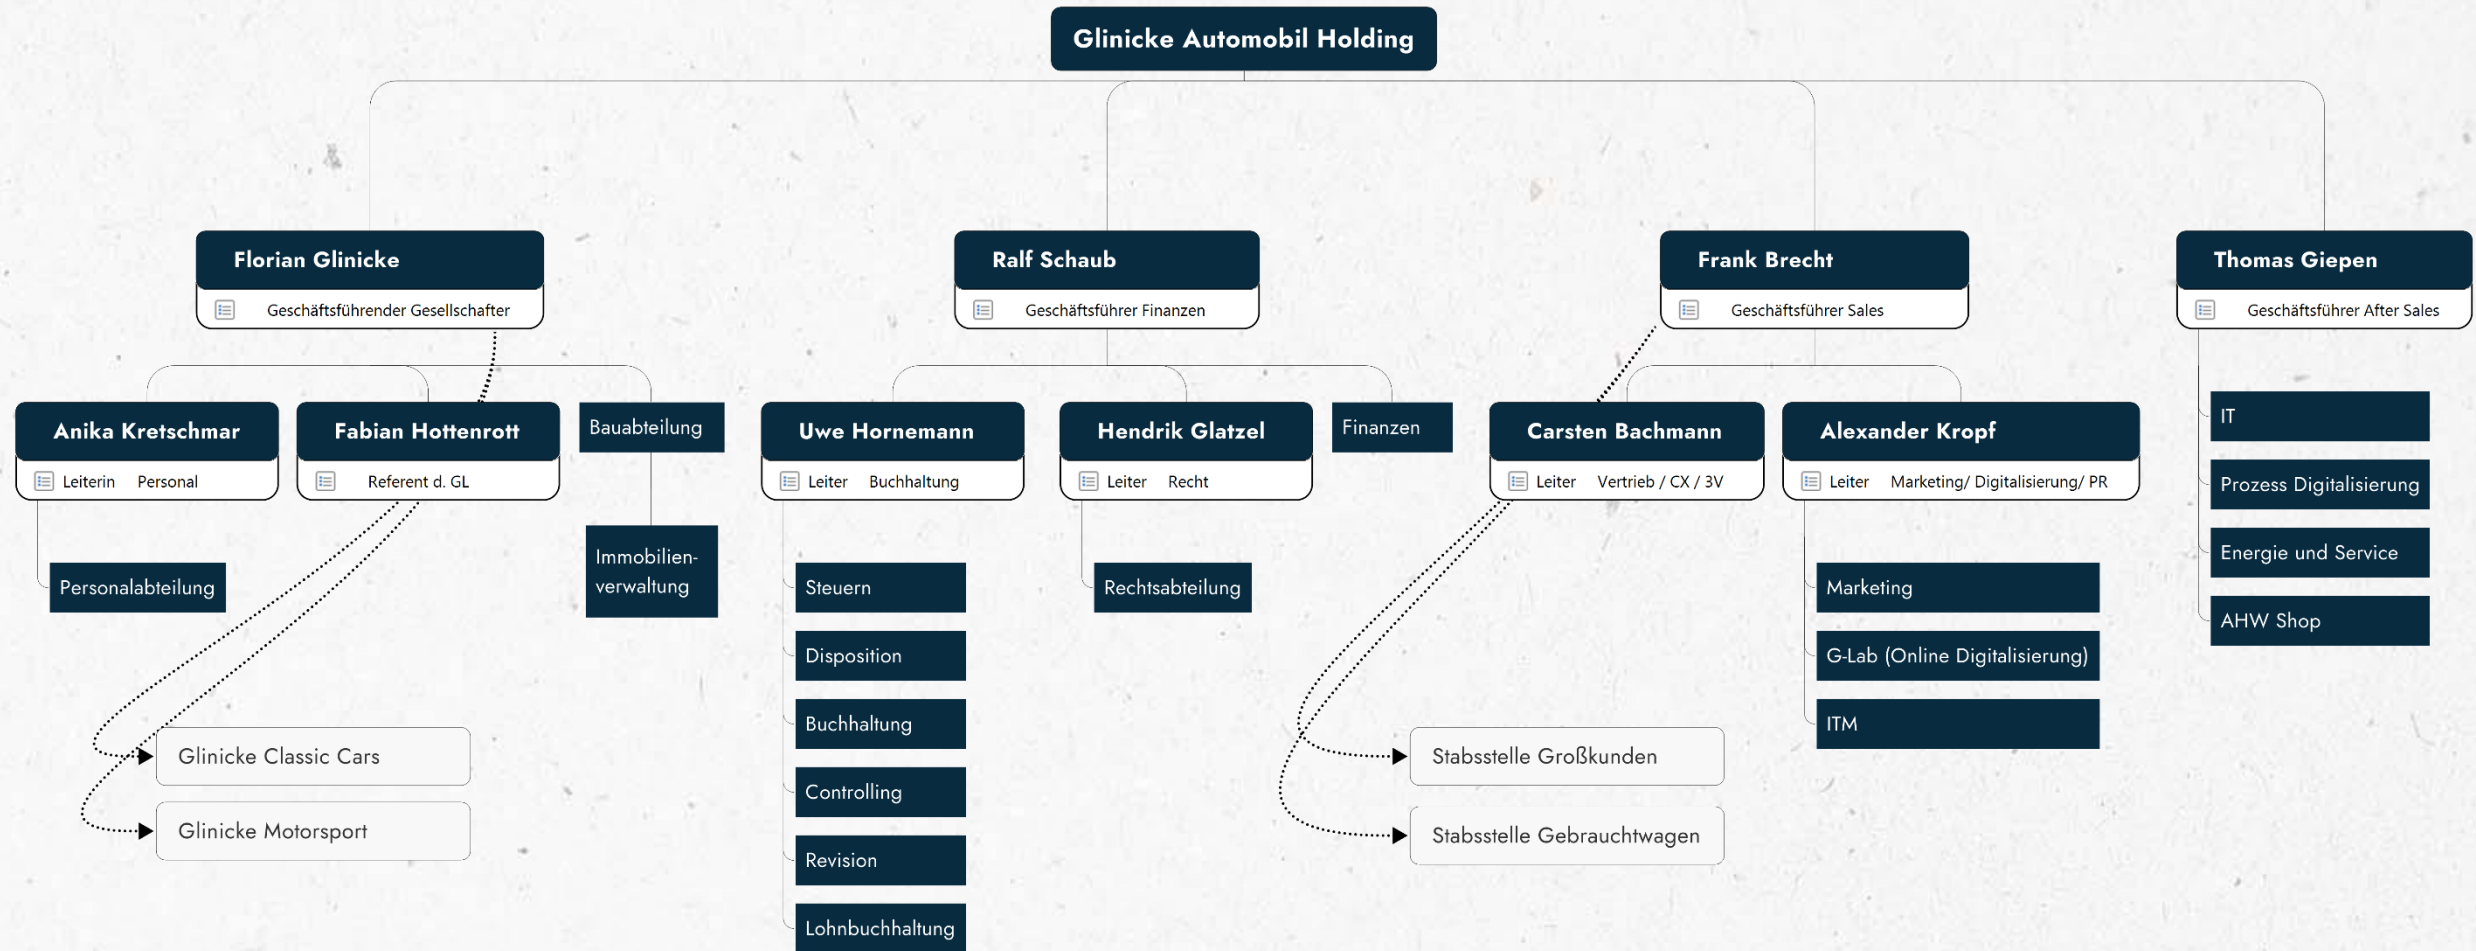 Glinicke Automobil Holding
Florian Glinicke
Geschäftsführender Gesellschafter
Ralf Schaub
Geschäftsführer Finanzen
Frank Brecht
Geschäftsführer Sales
Thomas Giepen
Geschäftsführer After Sales
Anika Kretschmar
Leiterin Personal
Fabian Hottenrott
Referent d. GL
Bauabteilung
Uwe Hornemann
Leiter Buchhaltung
Hendrik Glatzel
Leiter Recht
Finanzen
Carsten Bachmann
Leiter Vertrieb / CX / 3V
Alexander Kropf
Leiter Marketing/ Digitalisierung/ PR
IT
Prozess Digitalisierung
Energie und Service
AHW Shop
Personalabteilung
Immobilien-
verwaltung
Steuern
Disposition
Buchhaltung
Controlling
Revision
Lohnbuchhaltung
Rechtsabteilung
Marketing
G-Lab (Online Digitalisierung)
ITM
Glinicke Classic Cars
Glinicke Motorsport
Stabsstelle Großkunden
Stabsstelle Gebrauchtwagen